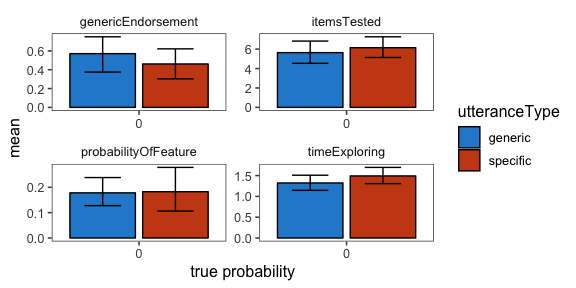 genericEndorsement
itemsTested
0.6
0.4
0.2
0.0
0
6
4
2
0
0
probabilityOfFeature
timeExploring
0.2
0.1
0.0
0
1.5
1.0
0.5
0.0
0
mean
true probability
utteranceType
generic
specific